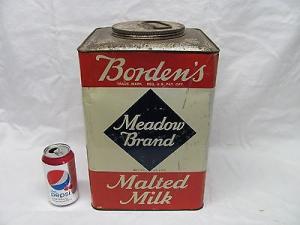 Borden's
TRADE MARK REG. U.S. PAT. OFF.
Meadow
Brand
Malted
Milk
pepsi